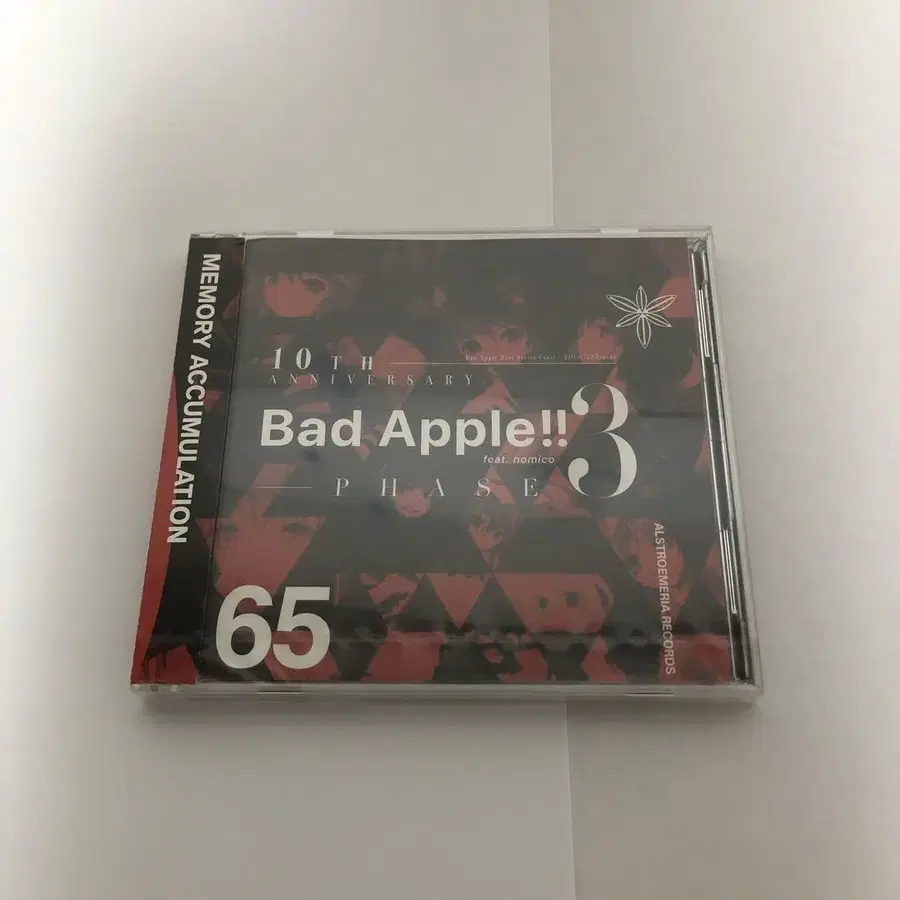 MEMORY ACCUMULATION
10TH
ANNIVERSARY
Bad Apple!!
feat. nomico
PHASE
3
65
ALSTROEMERIA RECORDS